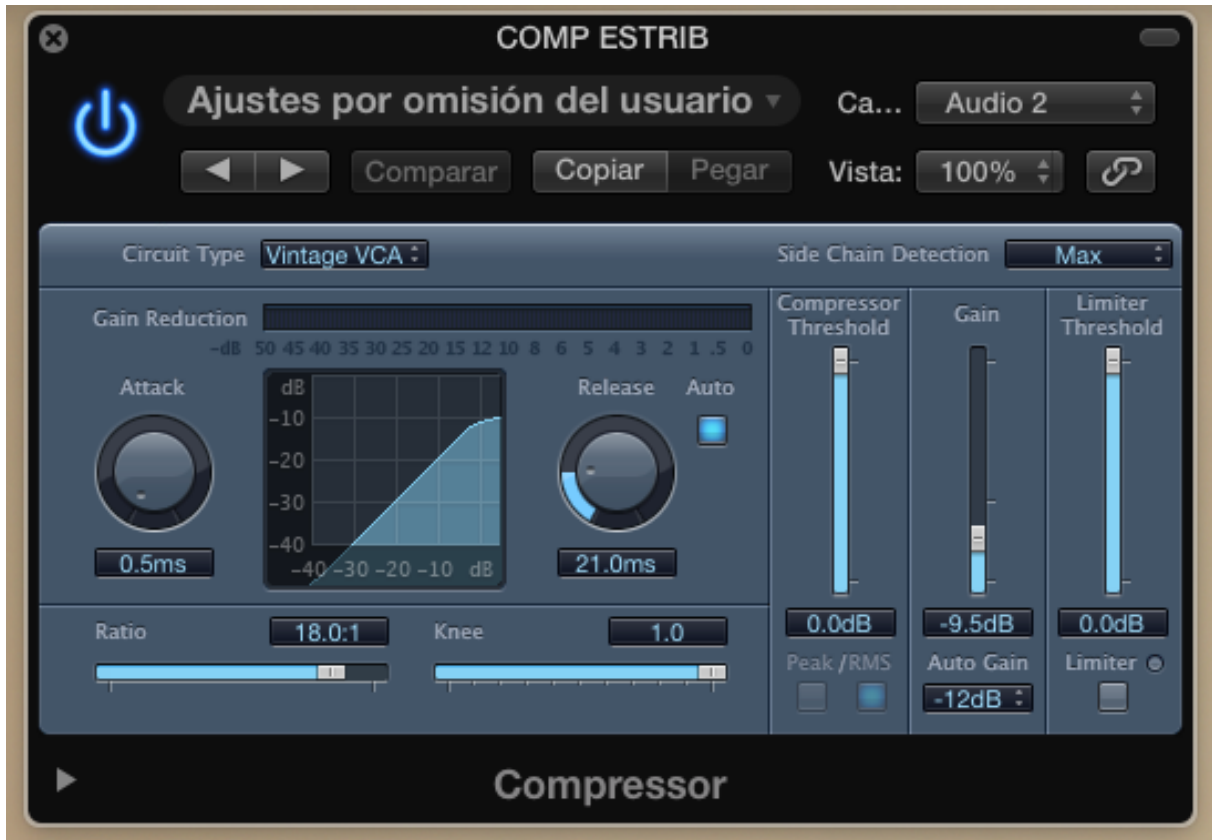 COMP ESTRIB
Ajustes por omisión del usuario
Ca... Audio 2
Comparar Copiar Pegar Vista: 100%
Circuit Type Vintage VCA Side Chain Detection Max
Gain Reduction
-dB 50 45 40 35 30 25 20 15 12 10 8 6 5 4 3 2 1 .5 0
Compressor
Threshold
Gain
Limiter
Threshold
Attack
dB
-10
-20
-30
-40
-40 -30 -20 -10 dB
Release Auto
0.5ms
21.0ms
0.0dB -9.5dB 0.0dB
Ratio 18.0:1 Knee 1.0
Peak /RMS Auto Gain Limiter
-12dB
Compressor